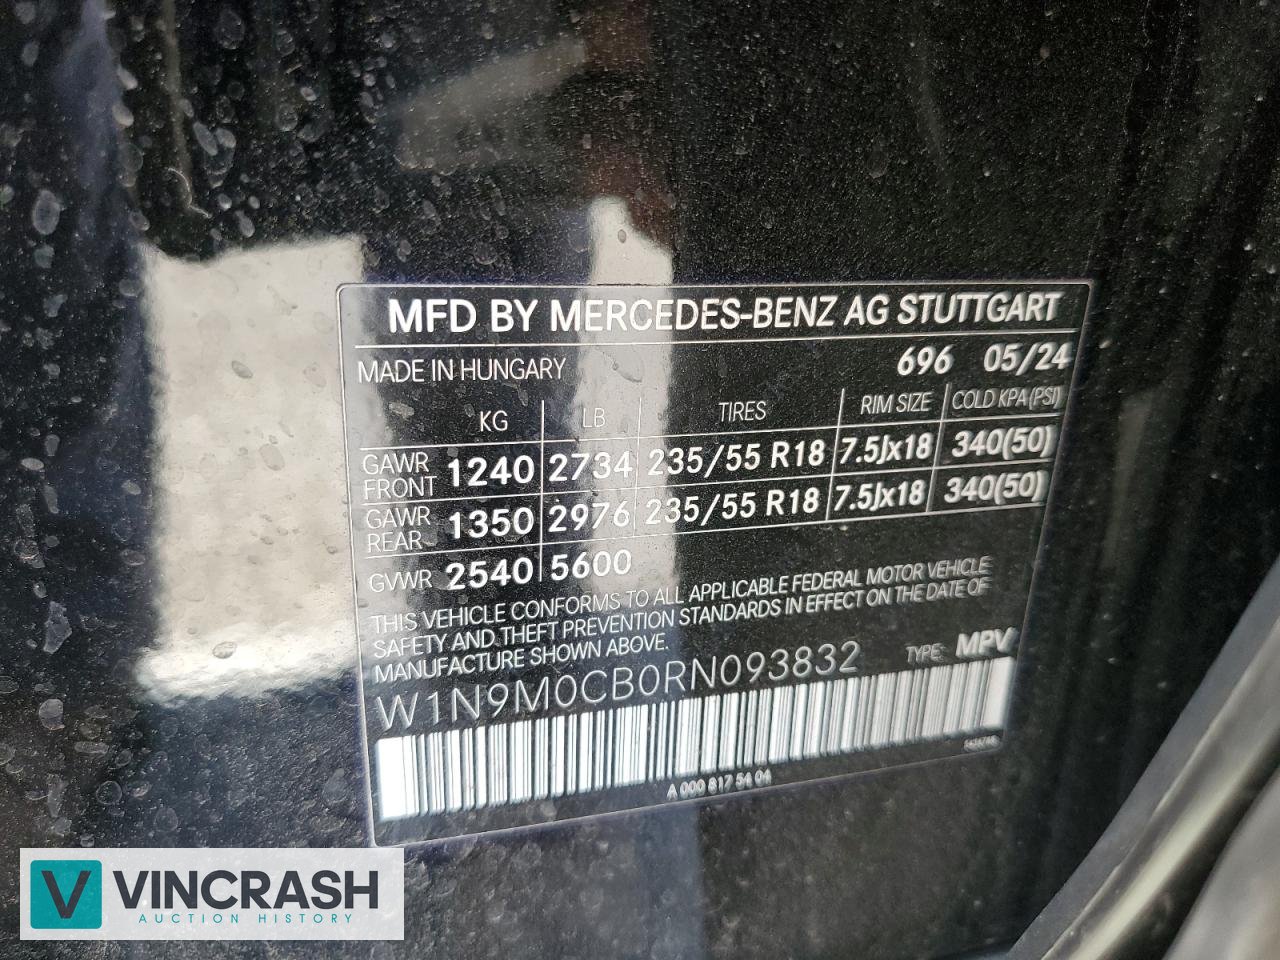 MFD BY MERCEDES-BENZ AG STUTTGART
MADE IN HUNGARY 696 05/24
KG LB TIRES RIM SIZE COLD KPA (PSI)
GAWR FRONT 1240 2734 235/55 R18 7.5Jx18 340(50)
GAWR REAR 1350 2976 235/55 R18 7.5Jx18 340(50)
GVWR 2540 5600
THIS VEHICLE CONFORMS TO ALL APPLICABLE FEDERAL MOTOR VEHICLE
SAFETY AND THEFT PREVENTION STANDARDS IN EFFECT ON THE DATE OF
MANUFACTURE SHOWN ABOVE.
W1N9M0CB0RN093832 TYPE: MPV
A 000 817 54 04
V VINCRASH
AUCTION HISTORY